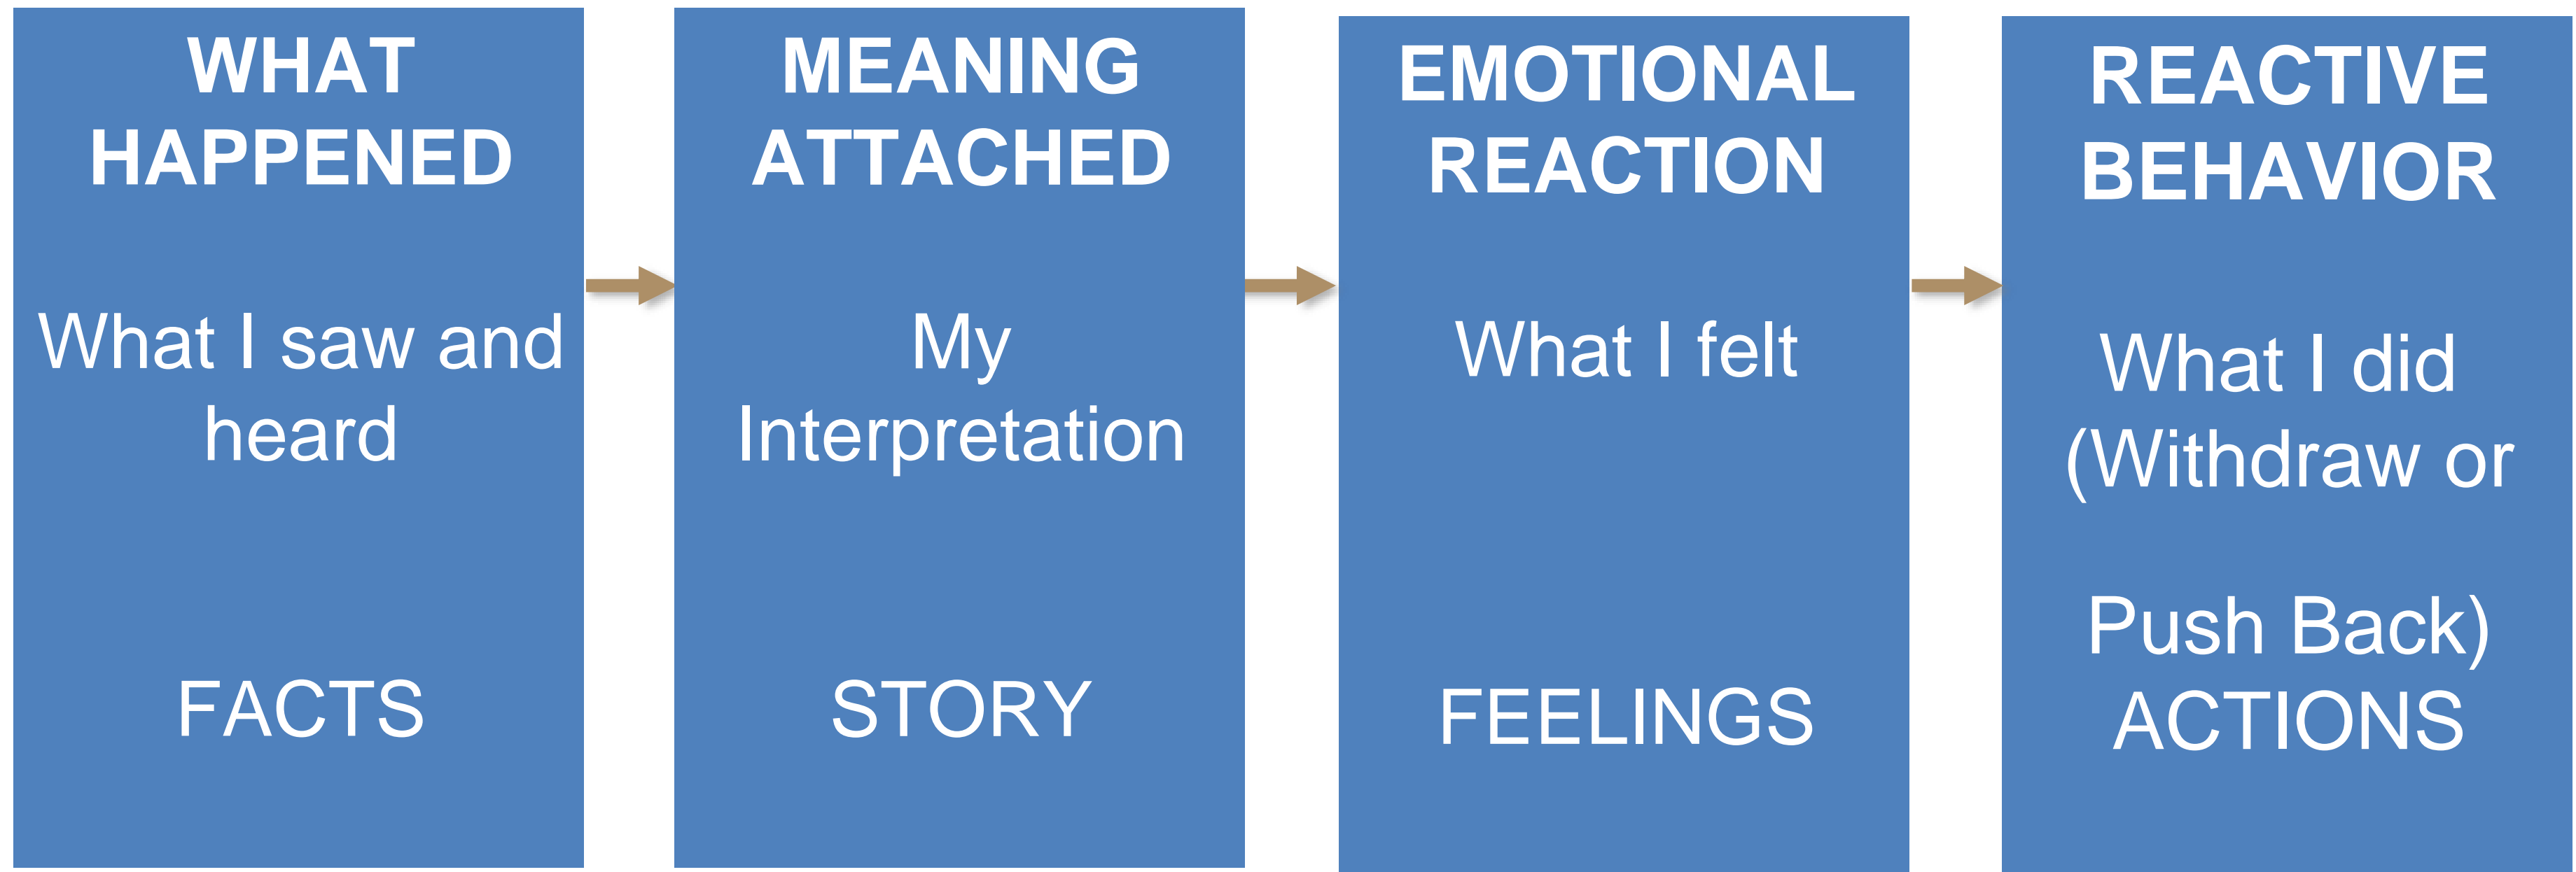 WHAT
HAPPENED
What I saw and
heard
FACTS
MEANING
ATTACHED
My
Interpretation
STORY
EMOTIONAL
REACTION
What I felt
FEELINGS
REACTIVE
BEHAVIOR
What I did
(Withdraw or
Push Back)
ACTIONS